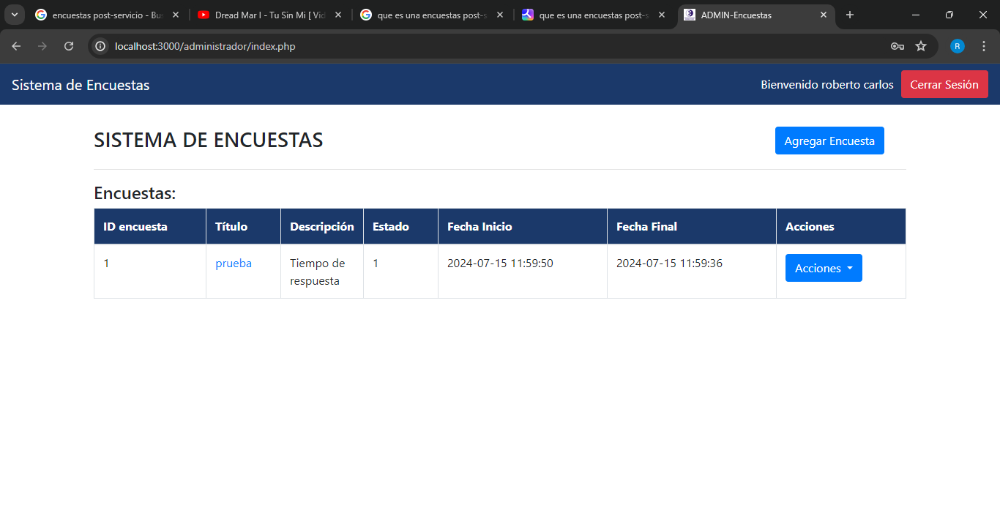 encuestas post-servicio - Bus
Dread Mar I - Tu Sin Mi [ Vid
que es una encuestas post-s
que es una encuestas post-s
ADMIN-Encuestas
localhost:3000/administrador/index.php
R
Sistema de Encuestas
Bienvenido roberto carlos
Cerrar Sesión
SISTEMA DE ENCUESTAS
Agregar Encuesta
Encuestas:
ID encuesta Título Descripción Estado Fecha Inicio Fecha Final Acciones
1 prueba Tiempo de 1 2024-07-15 11:59:50 2024-07-15 11:59:36 Acciones
respuesta